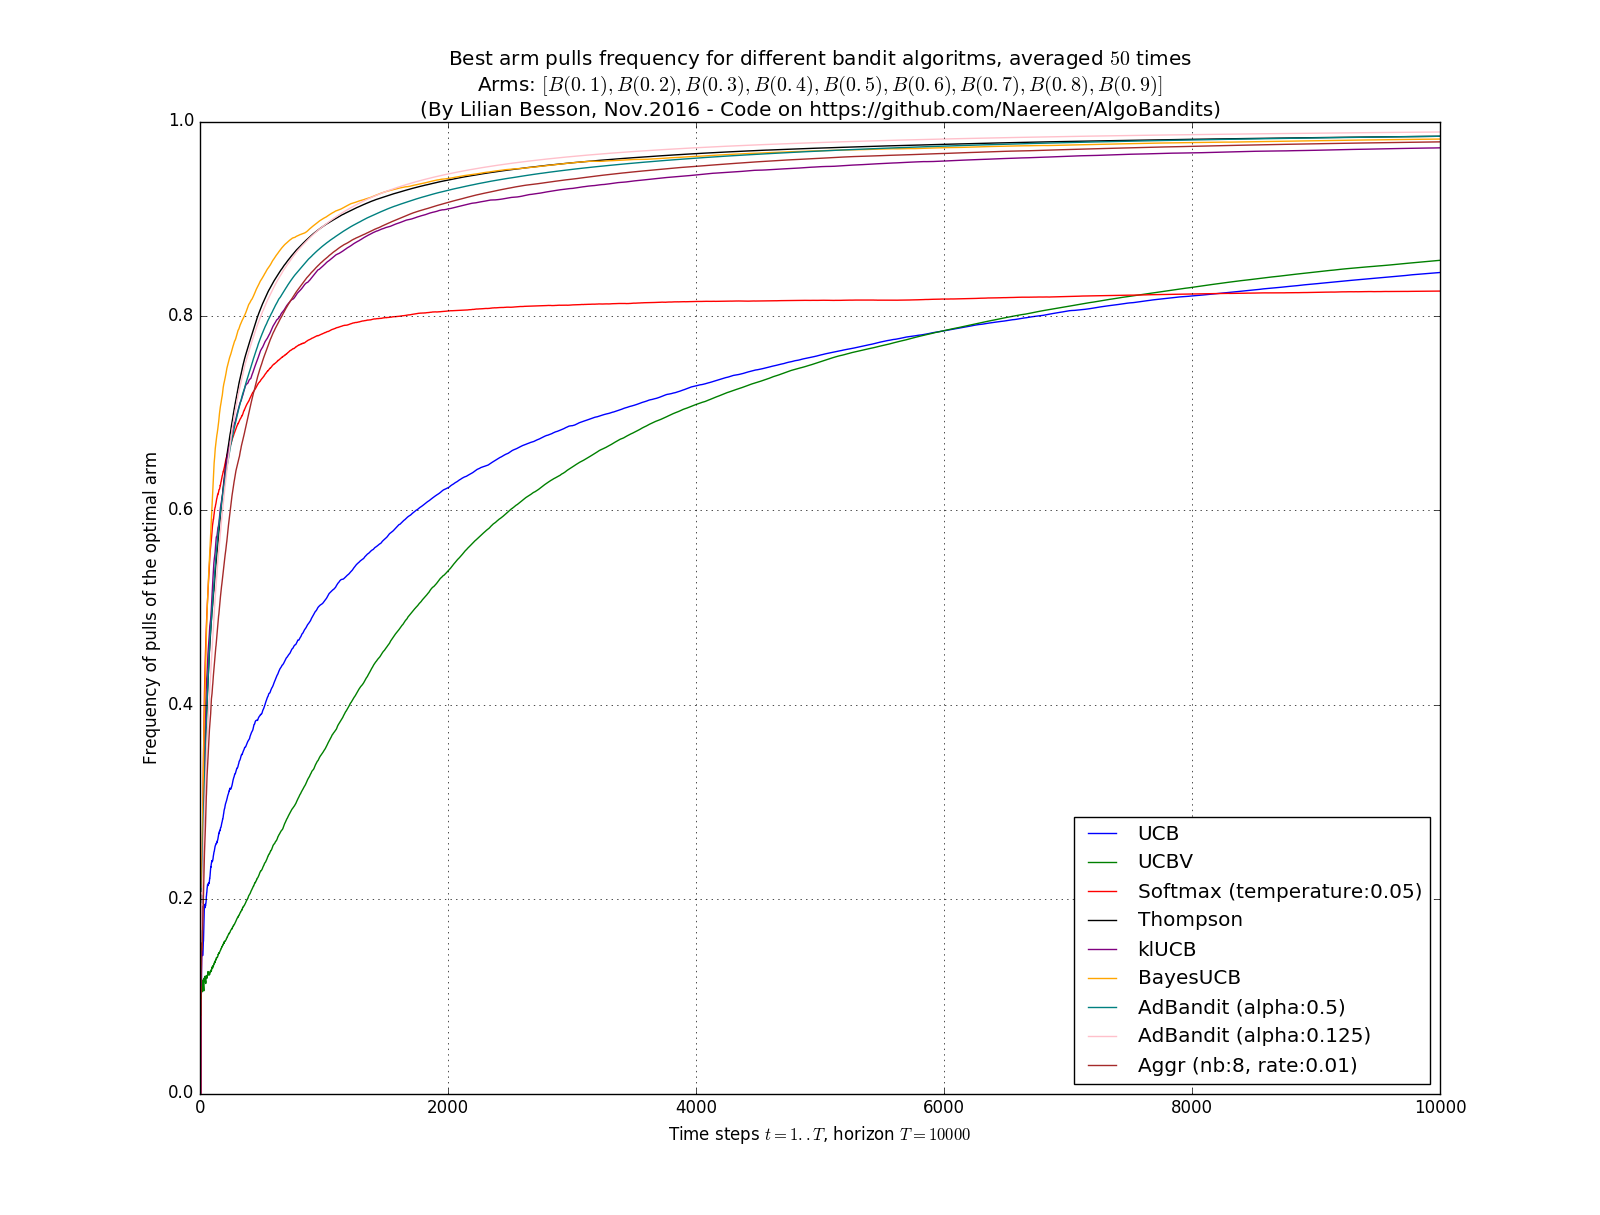 Best arm pulls frequency for different bandit algoritms, averaged 50 times
Arms: [B(0.1), B(0.2), B(0.3), B(0.4), B(0.5), B(0.6), B(0.7), B(0.8), B(0.9)]
(By Lilian Besson, Nov.2016 - Code on https://github.com/Naereen/AlgoBandits)
1.0
0.8
0.6
0.4
0.2
0.0
Frequency of pulls of the optimal arm
UCB
UCBV
Softmax (temperature:0.05)
Thompson
klUCB
BayesUCB
AdBandit (alpha:0.5)
AdBandit (alpha:0.125)
Aggr (nb:8, rate:0.01)
0 2000 4000 6000 8000 10000
Time steps t = 1..T, horizon T = 10000